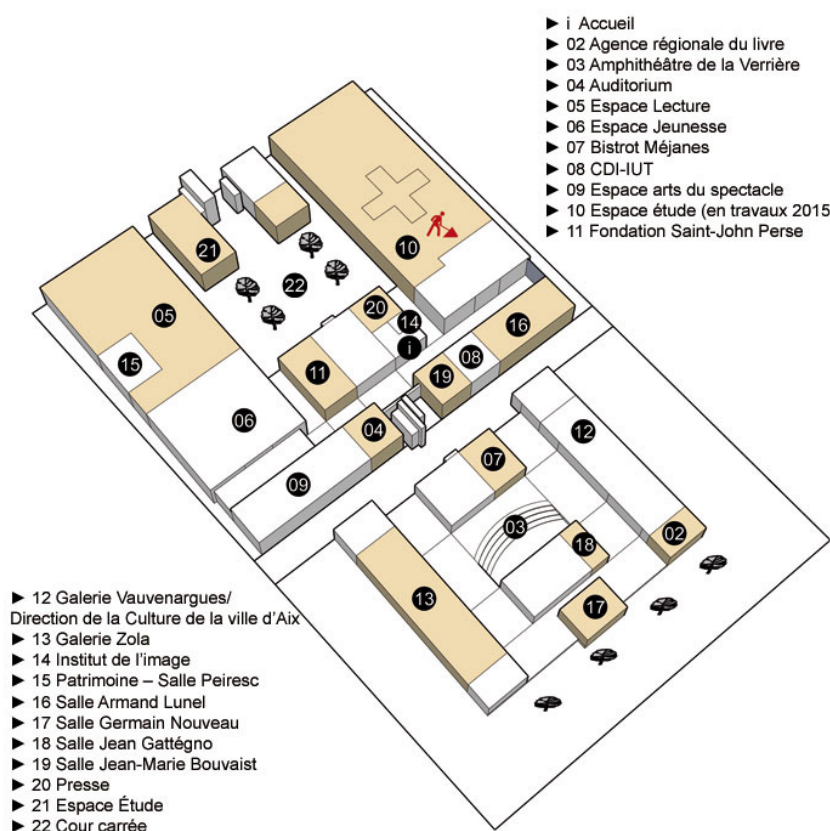 ► i Accueil
► 02 Agence régionale du livre
► 03 Amphithéâtre de la Verrière
► 04 Auditorium
► 05 Espace Lecture
► 06 Espace Jeunesse
► 07 Bistrot Méjanes
► 08 CDI-IUT
► 09 Espace arts du spectacle
► 10 Espace étude (en travaux 2015
► 11 Fondation Saint-John Perse
21
10
22
05
20
14
16
15
i
08
11
19
06
04
12
07
09
03
02
18
13
17
► 12 Galerie Vauvenargues/
Direction de la Culture de la ville d'Aix
► 13 Galerie Zola
► 14 Institut de l'image
► 15 Patrimoine – Salle Peiresc
► 16 Salle Armand Lunel
► 17 Salle Germain Nouveau
► 18 Salle Jean Gattégno
► 19 Salle Jean-Marie Bouvaist
► 20 Presse
► 21 Espace Étude
► 22 Cour carrée